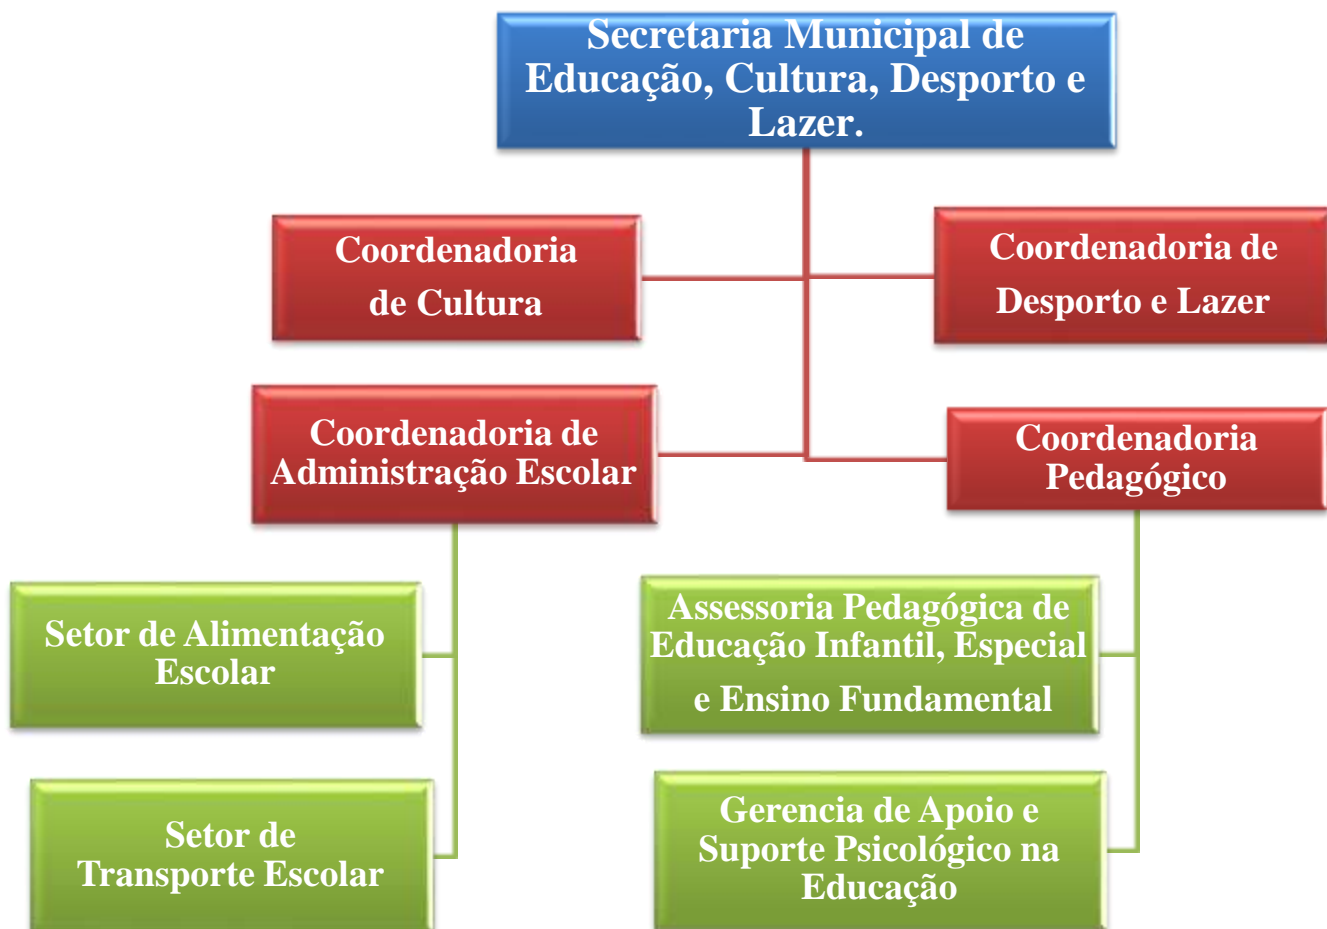 Secretaria Municipal de
Educação, Cultura, Desporto e
Lazer.
Coordenadoria
de Cultura
Coordenadoria de
Desporto e Lazer
Coordenadoria de
Administração Escolar
Coordenadoria
Pedagógico
Setor de Alimentação
Escolar
Assessoria Pedagógica de
Educação Infantil, Especial
e Ensino Fundamental
Setor de
Transporte Escolar
Gerencia de Apoio e
Suporte Psicológico na
Educação